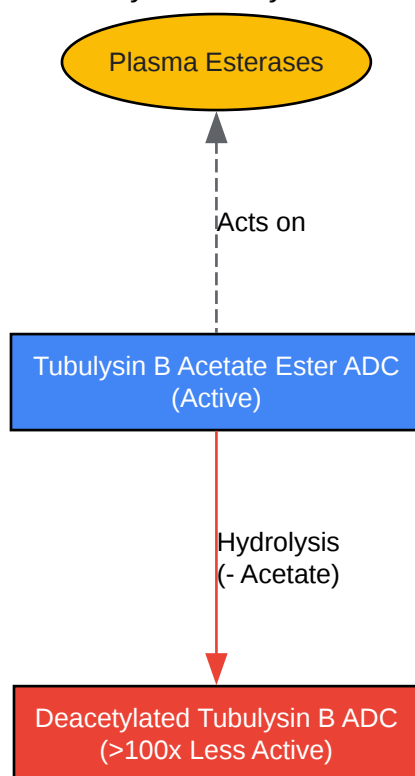 Plasma Esterases
Acts on
Tubulysin B Acetate Ester ADC
(Active)
Hydrolysis
(- Acetate)
Deacetylated Tubulysin B ADC
(>100x Less Active)